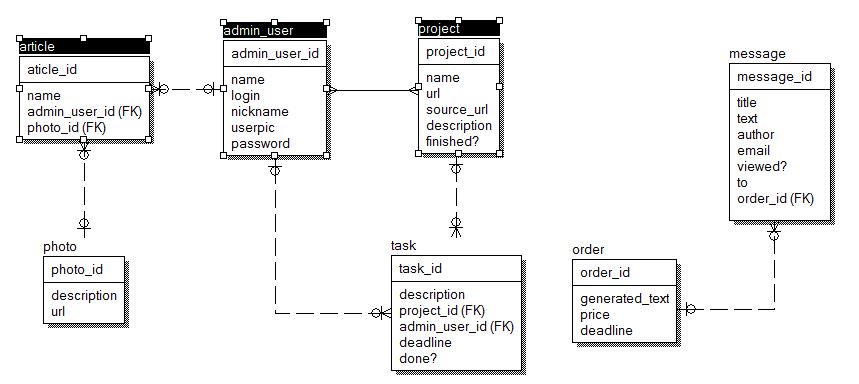 article
aticle_id
name
admin_user_id (FK)
photo_id (FK)
admin_user
admin_user_id
name
login
nickname
userpic
password
project
project_id
name
url
source_url
description
finished?
message
message_id
title
text
author
email
viewed?
to
order_id (FK)
photo
photo_id
description
url
task
task_id
description
project_id (FK)
admin_user_id (FK)
deadline
done?
order
order_id
generated_text
price
deadline